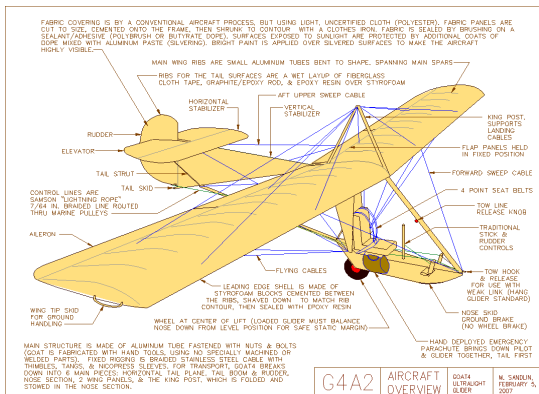 FABRIC COVERING IS BY A CONVENTIONAL AIRCRAFT PROCESS, BUT USING LIGHT, UNCERTIFIED CLOTH (POLYESTER). FABRIC PANELS ARE
CUT TO SIZE, CEMENTED ONTO THE FRAME, THEN SHRUNK TO CONTOUR WITH A CLOTHES IRON. FABRIC IS SEALED BY BRUSHING ON A
SEALANT/ADHESIVE (POLYBRUSH OR BUTYRATE DOPE). SURFACES EXPOSED TO SUNLIGHT ARE PROTECTED BY ADDITIONAL COATS OF
DOPE MIXED WITH ALUMINUM PASTE (SILVERING). BRIGHT PAINT IS APPLIED OVER SILVERED SURFACES TO MAKE THE AIRCRAFT
HIGHLY VISIBLE.
MAIN WING RIBS ARE SMALL ALUMINUM TUBES BENT TO SHAPE, SPANNING MAIN SPARS
RIBS FOR THE TAIL SURFACES ARE A WET LAYUP OF FIBERGLASS
CLOTH TAPE, GRAPHITE/EPOXY ROD, & EPOXY RESIN OVER STYROFOAM
AFT UPPER SWEEP CABLE
HORIZONTAL
STABILIZER
VERTICAL
STABILIZER
KING POST,
SUPPORTS
LANDING
CABLES
RUDDER
ELEVATOR
FLAP PANELS HELD
IN FIXED POSITION
TAIL STRUT
FORWARD SWEEP CABLE
TAIL SKID
4 POINT SEAT BELTS
CONTROL LINES ARE
SAMSON "LIGHTNING ROPE"
7/64 IN. BRAIDED LINE ROUTED
THRU MARINE PULLEYS
TOW LINE
RELEASE KNOB
TRADITIONAL
STICK &
RUDDER
CONTROLS
AILERON
FLYING CABLES
TOW HOOK
& RELEASE
FOR USE WITH
WEAK LINK (HANG
GLIDER STANDARD)
LEADING EDGE SHELL IS MADE OF
STYROFOAM BLOCKS CEMENTED BETWEEN
THE RIBS, SHAVED DOWN TO MATCH RIB
CONTOUR, THEN SEALED WITH EPOXY RESIN
WING TIP SKID
FOR GROUND
HANDLING
NOSE SKID
GROUND BRAKE
(NO WHEEL BRAKE)
WHEEL AT CENTER OF LIFT (LOADED GLIDER MUST BALANCE
NOSE DOWN FROM LEVEL POSITION FOR SAFE STATIC MARGIN)
HAND DEPLOYED EMERGENCY
PARACHUTE BRINGS DOWN PILOT
& GLIDER TOGETHER, TAIL FIRST
MAIN STRUCTURE IS MADE OF ALUMINUM TUBE FASTENED WITH NUTS & BOLTS
(GOAT IS FABRICATED WITH HAND TOOLS, USING NO SPECIALLY MACHINED OR
WELDED PARTS). FIXED RIGGING IS BRAIDED STAINLESS STEEL CABLE WITH
THIMBLES, TANGS, & NICOPRESS SLEEVES. FOR TRANSPORT, GOAT4 BREAKS
DOWN INTO 6 MAIN PIECES: HORIZONTAL TAIL PLANE, TAIL BOOM & RUDDER,
NOSE SECTION, 2 WING PANELS, & THE KING POST, WHICH IS FOLDED AND
STOWED IN THE NOSE SECTION.
G4A2
AIRCRAFT
OVERVIEW
GOAT4
ULTRALIGHT
GLIDER
M. SANDLIN,
FEBRUARY 5,
2007